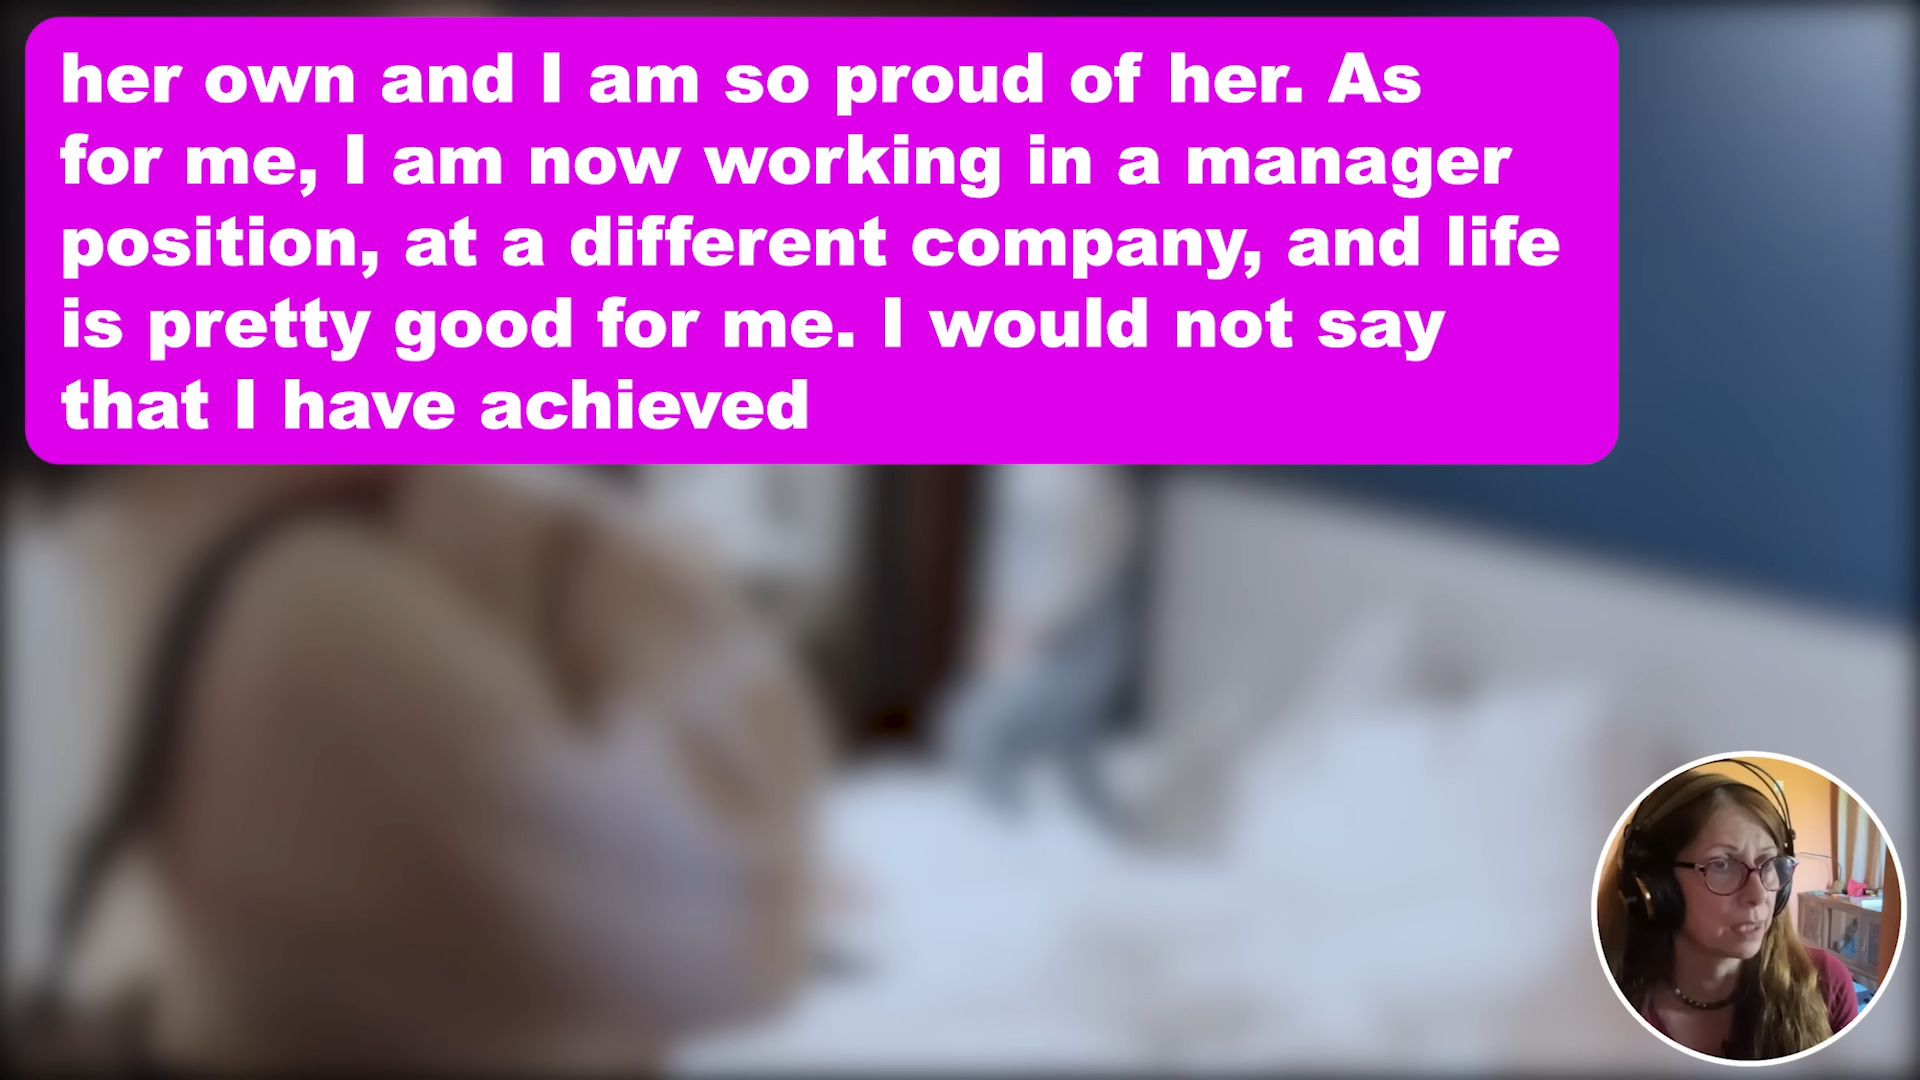 her own and I am so proud of her. As
for me, I am now working in a manager
position, at a different company, and life
is pretty good for me. I would not say
that I have achieved